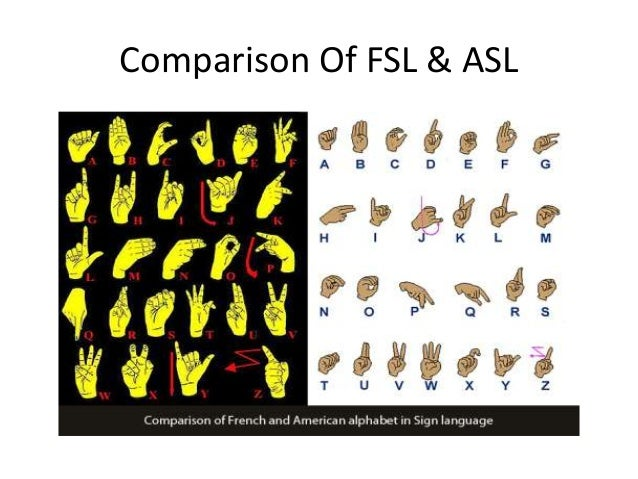 Comparison Of FSL & ASL
A B C D E F
G H I J K
L M N O P
Q R S T U V
W X Y Z
A B C D E F G
H I J K L M
N O P Q R S
T U V W X Y Z
Comparison of French and American alphabet in Sign language